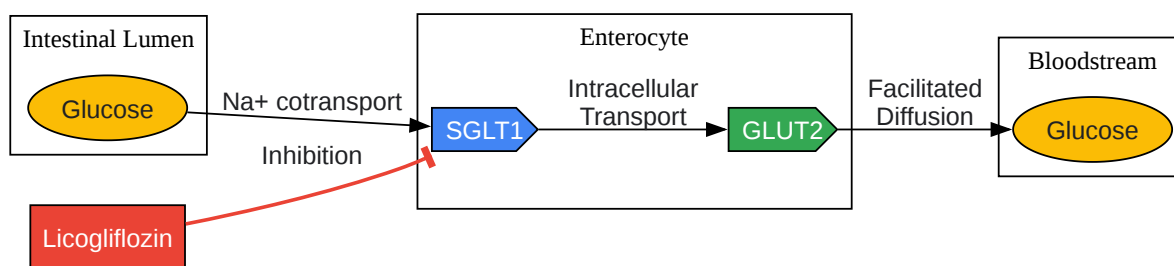 Intestinal Lumen
Glucose
Na+ cotransport
Inhibition
Licogliflozin
Enterocyte
SGLT1
Intracellular
Transport
GLUT2
Facilitated
Diffusion
Bloodstream
Glucose